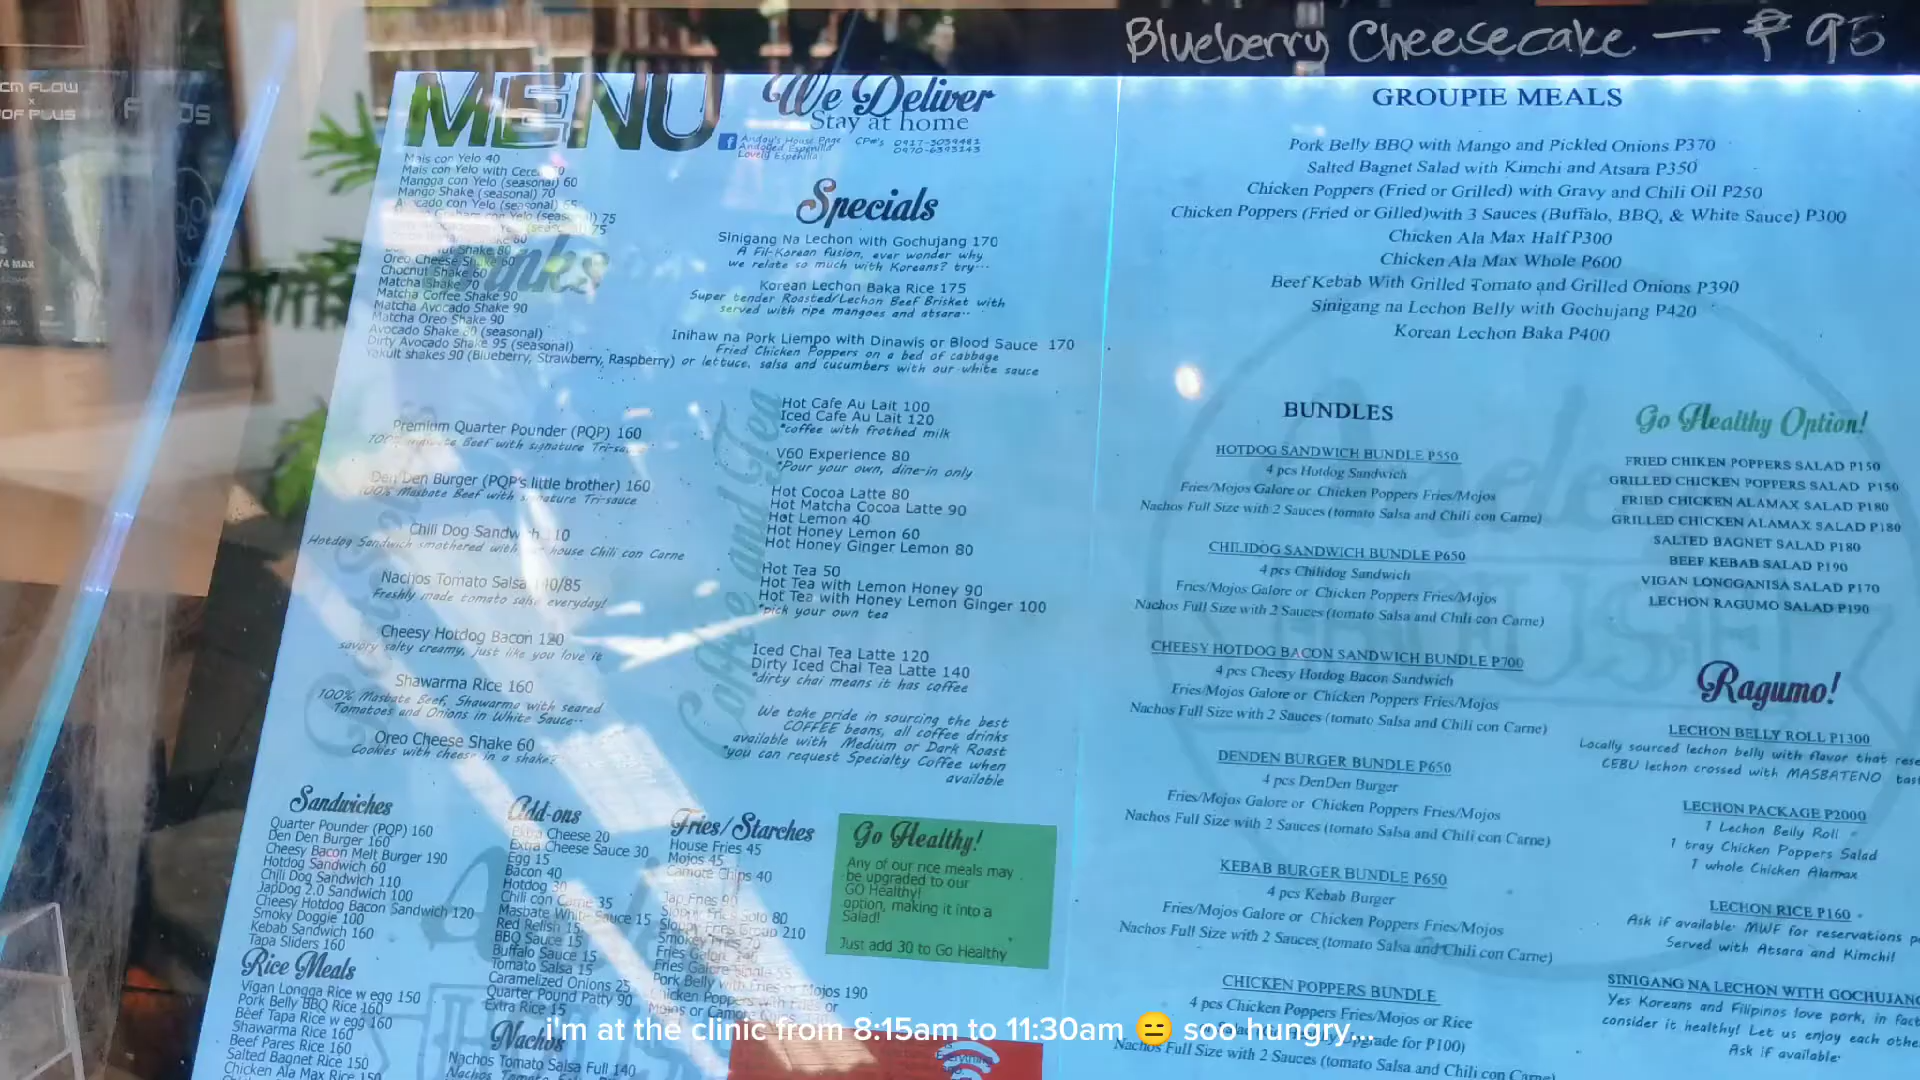 Blueberry Cheesecake — ₱95
CM FLOW
x
OF PLUS
Y4 MAX
MENU
We Deliver
Stay at home
Anday's House Page
Lovely Espenilla
CP#'s 0917-3039481
0970-6393143
Mais con Yelo 40
Mais con Yelo with
Mangga con Yelo (seasonal) 60
Mango Shake (seasonal) 70
Avocado con Yelo (seasonal)
con Yelo 75
75
80
Shake 80
Oreo Cheese Shake 60
Chocnut Shake 60
Matcha Shake 70
Matcha Coffee Shake 90
Matcha Avocado Shake 90
Matcha Oreo Shake 90
Avocado Shake 80 (seasonal)
Dirty Avocado Shake 95 (seasonal)
Yakult shakes 90 (Blueberry, Strawberry, Raspberry)
Specials
Sinigang Na Lechon with Gochujang 170
A Fil-Korean fusion, ever wonder why
we relate so much with Koreans? try...
Korean Lechon Baka Rice 175
Super tender Roasted/Lechon Beef Brisket with
served with ripe mangoes and atsara..
Inihaw na Pork Liempo with Dinawis or Blood Sauce 170
Fried Chicken Poppers on a bed of cabbage
or lettuce, salsa and cucumbers with our white sauce
Premium Quarter Pounder (PQP) 160
100% Masbate Beef with signature Tri-sauce
Den Den Burger (PQP's little brother) 160
100% Masbate Beef with signature Tri-sauce
Chili Dog Sandwich 110
Hotdog Sandwich smothered with our house Chili con Carne
Nachos Tomato Salsa 140/85
Freshly made tomato salsa everyday!
Cheesy Hotdog Bacon 120
savory salty creamy, just like you love it
Shawarma Rice 160
100% Masbate Beef, Shawarma with seared
Tomatoes and Onions in White Sauce..
Oreo Cheese Shake 60
Cookies with cheese in a shake?
Coffee and Tea
Hot Cafe Au Lait 100
Iced Cafe Au Lait 120
*coffee with frothed milk
V60 Experience 80
*Pour your own, dine-in only
Hot Cocoa Latte 80
Hot Matcha Cocoa Latte 90
Hot Lemon 40
Hot Honey Lemon 60
Hot Honey Ginger Lemon 80
Hot Tea 50
Hot Tea with Lemon Honey 90
Hot Tea with Honey Lemon Ginger 100
*pick your own tea
Iced Chai Tea Latte 120
Dirty Iced Chai Tea Latte 140
*dirty chai means it has coffee
We take pride in sourcing the best
COFFEE beans, all coffee drinks
available with Medium or Dark Roast
*you can request Specialty Coffee when
available
Sandwiches
Quarter Pounder (PQP) 160
Den Den Burger 160
Cheesy Bacon Melt Burger 190
Hotdog Sandwich 60
Chili Dog Sandwich 110
JapDog 2.0 Sandwich 100
Cheesy Hotdog Bacon Sandwich 120
Smoky Doggie 100
Kebab Sandwich 160
Tapa Sliders 160
Rice Meals
Vigan Longga Rice w egg 150
Pork Belly BBQ Rice 160
Beef Tapa Rice w egg 160
Shawarma Rice 160
Beef Pares Rice 160
Salted Bagnet Rice 150
Chicken Ala Max Rice 150
Add-ons
Extra Cheese 20
Extra Cheese Sauce 30
Egg 15
Bacon 40
Hotdog 30
Chili con Carne 35
Masbate White Sauce 15
Red Relish 15
BBQ Sauce 15
Buffalo Sauce 15
Tomato Salsa 15
Caramelized Onions 25
Quarter Pound Patty 90
Extra Rice 15
Nachos
Nachos Tomato Salsa Full 140
Fries/Starches
House Fries 45
Mojos 45
Camote Chips 40
Jap Fries 90
Sloppy Fries Solo 80
Sloppy Fries Group 210
Smokey Fries 70
Fries Galore 140
Fries Galore Single
Pork Belly with Fries or Mojos 190
Chicken Poppers with Fries or
Mojos or Camote
Go Healthy!
Any of our rice meals may
be upgraded to our
GO Healthy!
option, making it into a
Salad!
Just add 30 to Go Healthy
GROUPIE MEALS
Pork Belly BBQ with Mango and Pickled Onions P370
Salted Bagnet Salad with Kimchi and Atsara P350
Chicken Poppers (Fried or Grilled) with Gravy and Chili Oil P250
Chicken Poppers (Fried or Gilled)with 3 Sauces (Buffalo, BBQ, & White Sauce) P300
Chicken Ala Max Half P300
Chicken Ala Max Whole P600
Beef Kebab With Grilled Tomato and Grilled Onions P390
Sinigang na Lechon Belly with Gochujang P420
Korean Lechon Baka P400
BUNDLES
HOTDOG SANDWICH BUNDLE P550
4 pcs Hotdog Sandwich
Fries/Mojos Galore or Chicken Poppers Fries/Mojos
Nachos Full Size with 2 Sauces (tomato Salsa and Chili con Carne)
CHILIDOG SANDWICH BUNDLE P650
4 pcs Chilidog Sandwich
Fries/Mojos Galore or Chicken Poppers Fries/Mojos
Nachos Full Size with 2 Sauces (tomato Salsa and Chili con Carne)
CHEESY HOTDOG BACON SANDWICH BUNDLE P700
4 pcs Cheesy Hotdog Bacon Sandwich
Fries/Mojos Galore or Chicken Poppers Fries/Mojos
Nachos Full Size with 2 Sauces (tomato Salsa and Chili con Carne)
DENDEN BURGER BUNDLE P650
4 pcs DenDen Burger
Fries/Mojos Galore or Chicken Poppers Fries/Mojos
Nachos Full Size with 2 Sauces (tomato Salsa and Chili con Carne)
KEBAB BURGER BUNDLE P650
4 pcs Kebab Burger
Fries/Mojos Galore or Chicken Poppers Fries/Mojos
Nachos Full Size with 2 Sauces (tomato Salsa and Chili con Carne)
CHICKEN POPPERS BUNDLE
4 pcs Chicken Poppers Fries/Mojos or Rice
Upgrade for P100)
Nachos Full Size with 2 Sauces (tomato Salsa and Chili con Carne)
Go Healthy Option!
FRIED CHIKEN POPPERS SALAD P150
GRILLED CHICKEN POPPERS SALAD P150
FRIED CHICKEN ALAMAX SALAD P180
GRILLED CHICKEN ALAMAX SALAD P180
SALTED BAGNET SALAD P180
BEEF KEBAB SALAD P190
VIGAN LONGGANISA SALAD P170
LECHON RAGUMO SALAD P190
Ragumo!
LECHON BELLY ROLL P1300
Locally sourced lechon belly with flavor that rese
CEBU lechon crossed with MASBATENO tast
LECHON PACKAGE P2000
1 Lechon Belly Roll
1 tray Chicken Poppers Salad
1 whole Chicken Alamax
LECHON RICE P160
Ask if available: MWF for reservations p
Served with Atsara and Kimchi!
SINIGANG NA LECHON WITH GOCHUJANG
Yes Koreans and Filipinos love pork, in fact
consider it healthy! Let us enjoy each othe
Ask if available:
i'm at the clinic from 8:15am to 11:30am 😑 soo hungry...